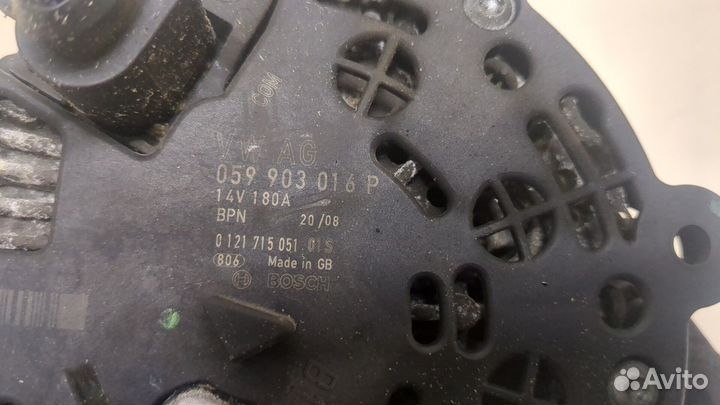 COM
VW AG
059 903 016 P
14V 180A
BPN 20/08
0 121 715 051 01S
806 Made in GB
BOSCH
Avito